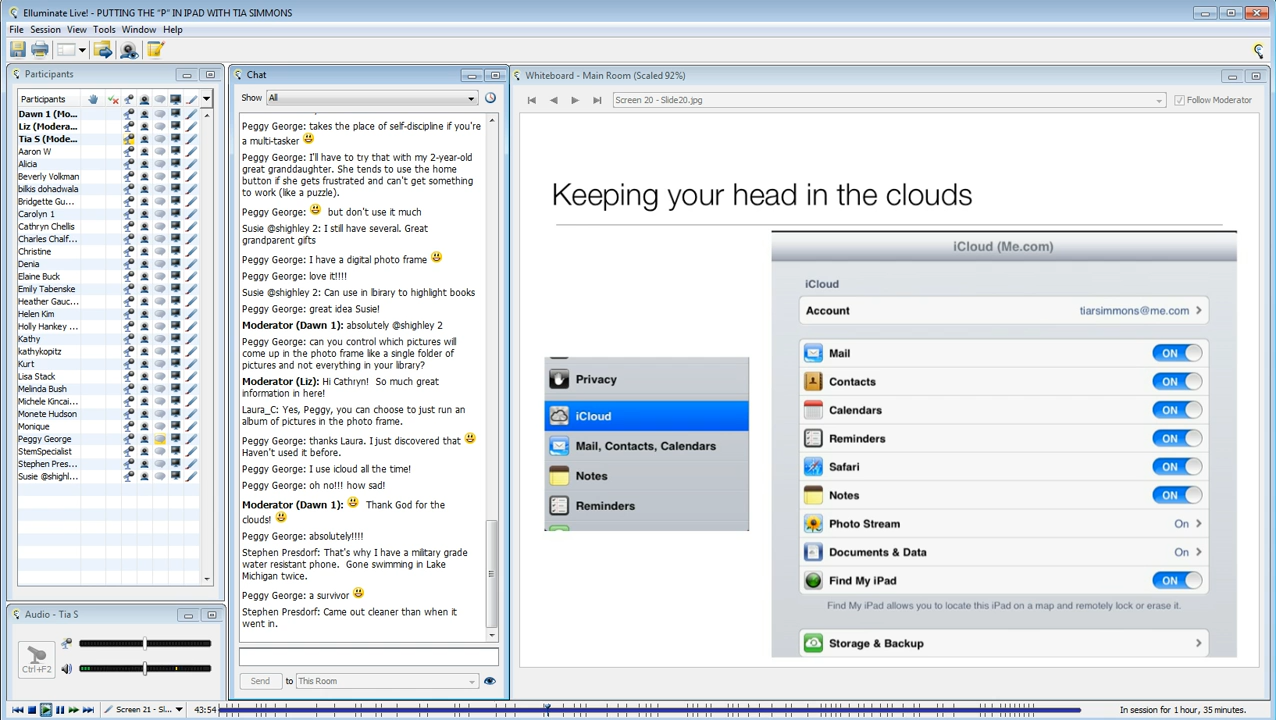 Elluminate Live! - PUTTING THE "P" IN IPAD WITH TIA SIMMONS
File Session View Tools Window Help
Participants
Participants
Dawn 1 (Mo...
Liz (Modera...
Tia S (Mode...
Aaron W
Alicia
Beverly Volkman
bilkis dohadwala
Bridgette Gu...
Carolyn 1
Cathryn Chellis
Charles Chalf...
Christine
Denia
Elaine Buck
Emily Tabenske
Heather Gauc...
Helen Kim
Holly Hankey ...
Kathy
kathykopitz
Kurt
Lisa Stack
Melinda Bush
Michele Kincai...
Monete Hudson
Monique
Peggy George
StemSpecialist
Stephen Pres...
Susie @shighl...
Audio - Tia S
Ctrl+F2
Chat
Show All
Peggy George: takes the place of self-discipline if you're
a multi-tasker
Peggy George: I'll have to try that with my 2-year-old
great granddaughter. She tends to use the home
button if she gets frustrated and can't get something
to work (like a puzzle).
Peggy George: but don't use it much
Susie @shighley 2: I still have several. Great
grandparent gifts
Peggy George: I have a digital photo frame
Peggy George: love it!!!!
Susie @shighley 2: Can use in lbirary to highlight books
Peggy George: great idea Susie!
Moderator (Dawn 1): absolutely @shighley 2
Peggy George: can you control which pictures will
come up in the photo frame like a single folder of
pictures and not everything in your library?
Moderator (Liz): Hi Cathryn! So much great
information in here!
Laura_C: Yes, Peggy, you can choose to just run an
album of pictures in the photo frame.
Peggy George: thanks Laura. I just discovered that
Haven't used it before.
Peggy George: I use icloud all the time!
Peggy George: oh no!!! how sad!
Moderator (Dawn 1): Thank God for the
clouds!
Peggy George: absolutely!!!!
Stephen Presdorf: That's why I have a military grade
water resistant phone. Gone swimming in Lake
Michigan twice.
Peggy George: a survivor
Stephen Presdorf: Came out cleaner than when it
went in.
Send to This Room
Whiteboard - Main Room (Scaled 92%)
Screen 20 - Slide20.jpg
Follow Moderator
Keeping your head in the clouds
Privacy
iCloud
Mail, Contacts, Calendars
Notes
Reminders
iCloud (Me.com)
iCloud
Account tiarsimmons@me.com
Mail ON
Contacts ON
Calendars ON
Reminders ON
Safari ON
Notes ON
Photo Stream On
Documents & Data On
Find My iPad ON
Find My iPad allows you to locate this iPad on a map and remotely lock or erase it.
Storage & Backup
Screen 21 - Sl... 43:54
In session for 1 hour, 35 minutes.